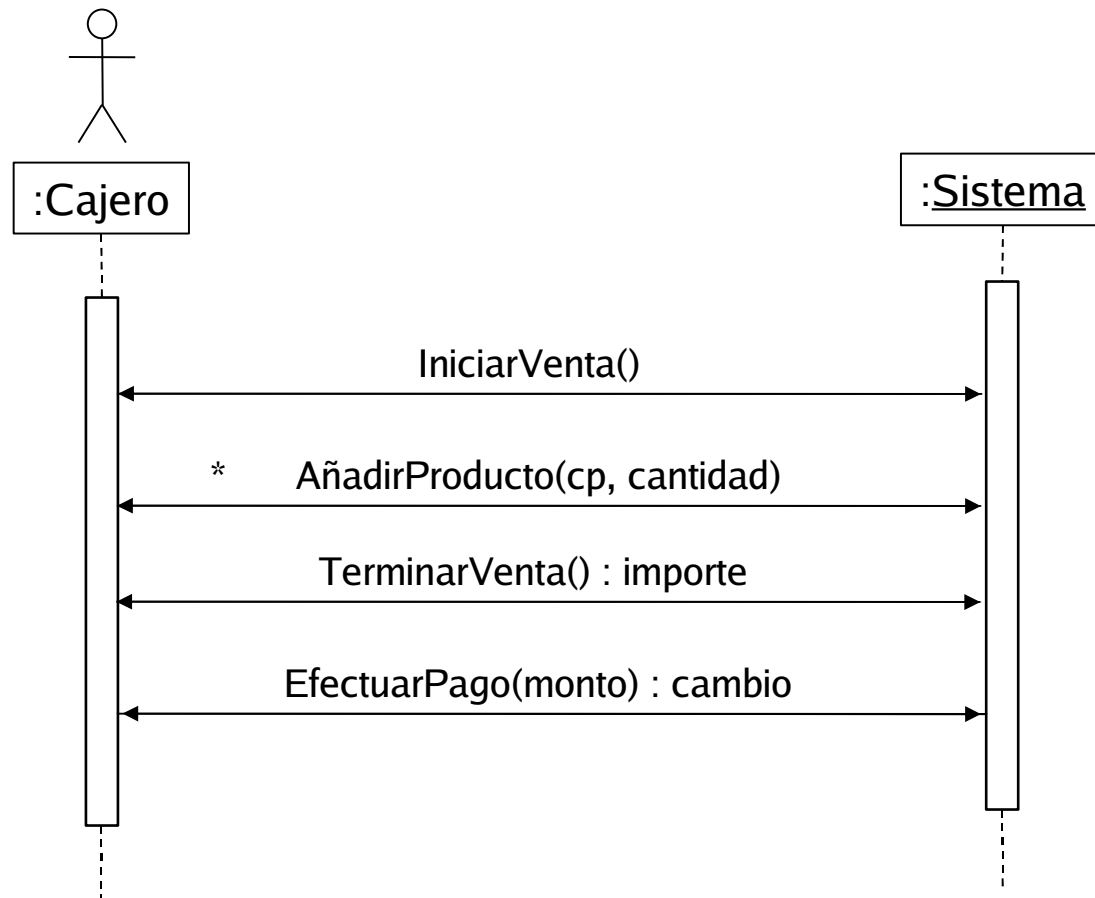 :Cajero
:Sistema
IniciarVenta()
* AñadirProducto(cp, cantidad)
TerminarVenta() : importe
EfectuarPago(monto) : cambio